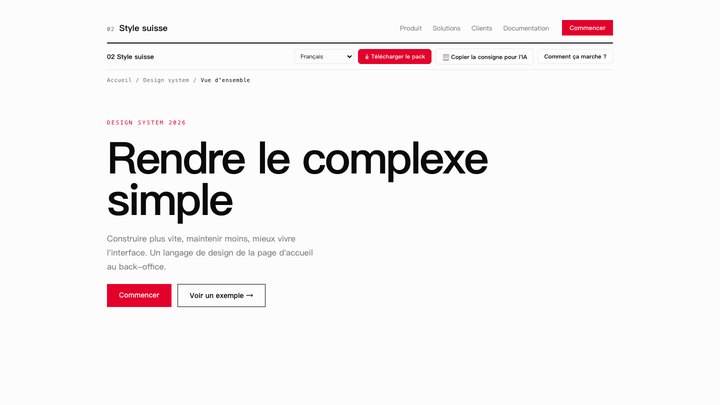 02 Style suisse
Produit Solutions Clients Documentation Commencer
02 Style suisse
Français Télécharger le pack Copier la consigne pour l'IA Comment ça marche ?
Accueil / Design system / Vue d'ensemble
DESIGN SYSTEM 2026
Rendre le complexe
simple
Construire plus vite, maintenir moins, mieux vivre
l'interface. Un langage de design de la page d'accueil
au back-office.
Commencer Voir un exemple →